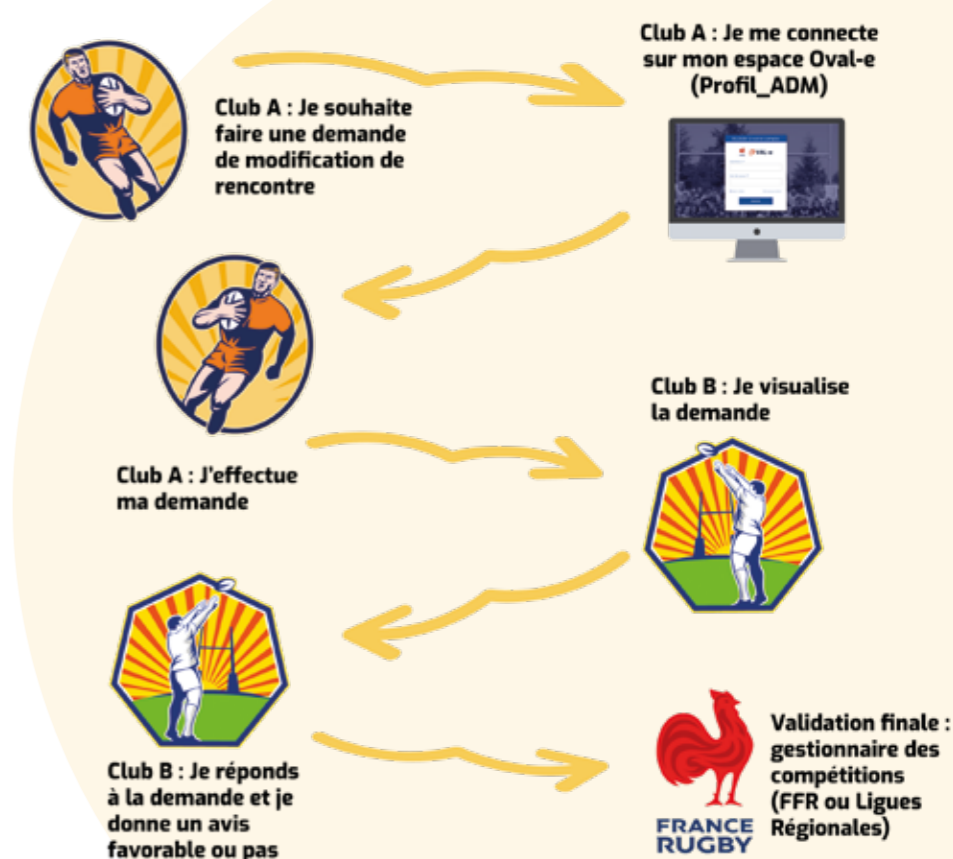 Club A : Je souhaite
faire une demande
de modification de
rencontre
Club A : Je me connecte
sur mon espace Oval-e
(Profil_ADM)
Club A : J'effectue
ma demande
Club B : Je visualise
la demande
Club B : Je réponds
à la demande et je
donne un avis
favorable ou pas
FRANCE
RUGBY
Validation finale :
gestionnaire des
compétitions
(FFR ou Ligues
Régionales)